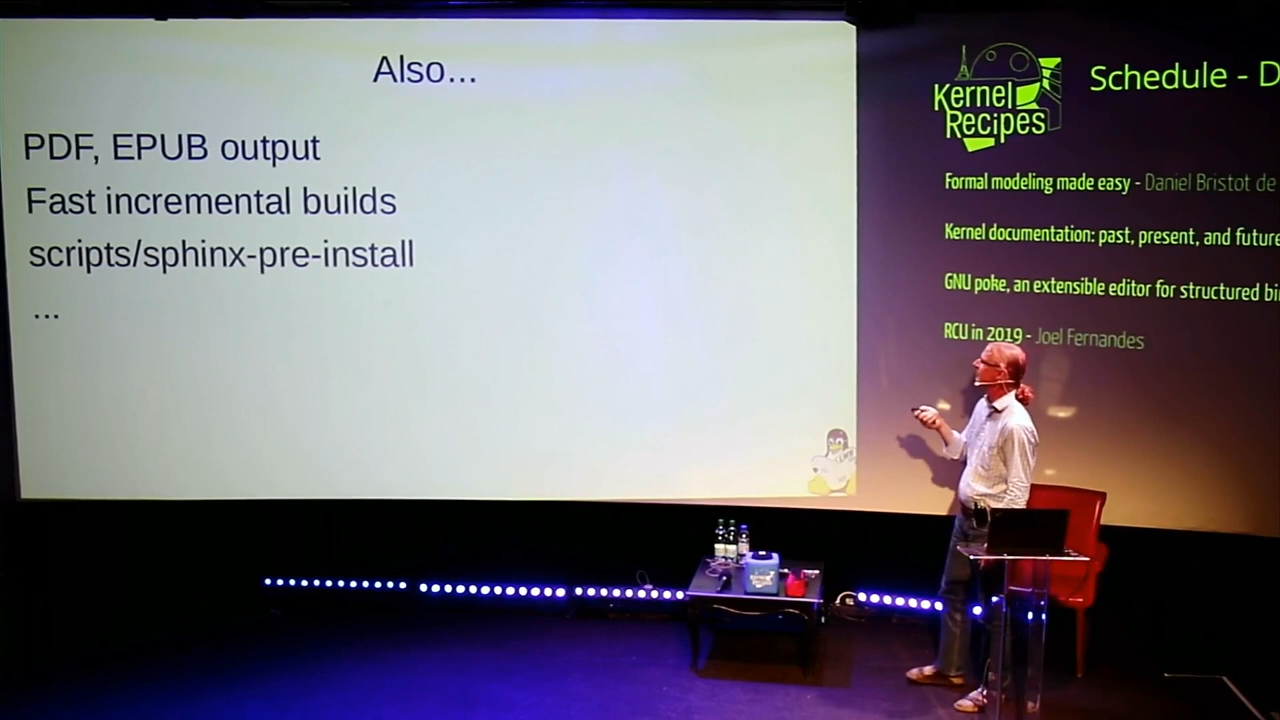 Also...
PDF, EPUB output
Fast incremental builds
scripts/sphinx-pre-install
...
Kernel
Recipes
Schedule - D
Formal modeling made easy - Daniel Bristot de
Kernel documentation: past, present, and future
GNU poke, an extensible editor for structured bi
RCU in 2019 - Joel Fernandes